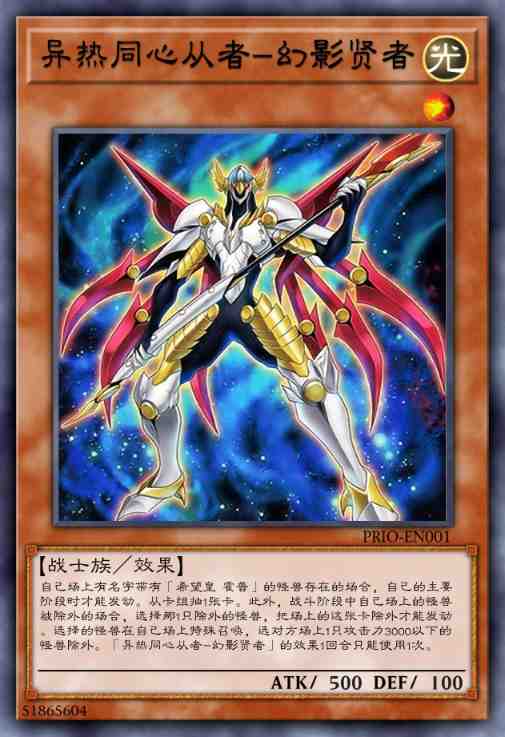 异热同心从者-幻影贤者
光
PRIO-EN001
【战士族／效果】
自己场上有名字带有「希望皇 霍普」的怪兽存在的场合，自己的主要
阶段时才能发动。从卡组抽1张卡。此外，战斗阶段中自己场上的怪兽
被除外的场合，选择那1只除外的怪兽，把场上的这张卡除外才能发动
。选择的怪兽在自己场上特殊召唤，选对方场上1只攻击力3000以下的
怪兽除外。「异热同心从者-幻影贤者」的效果1回合只能使用1次。
ATK/ 500 DEF/ 100
51865604